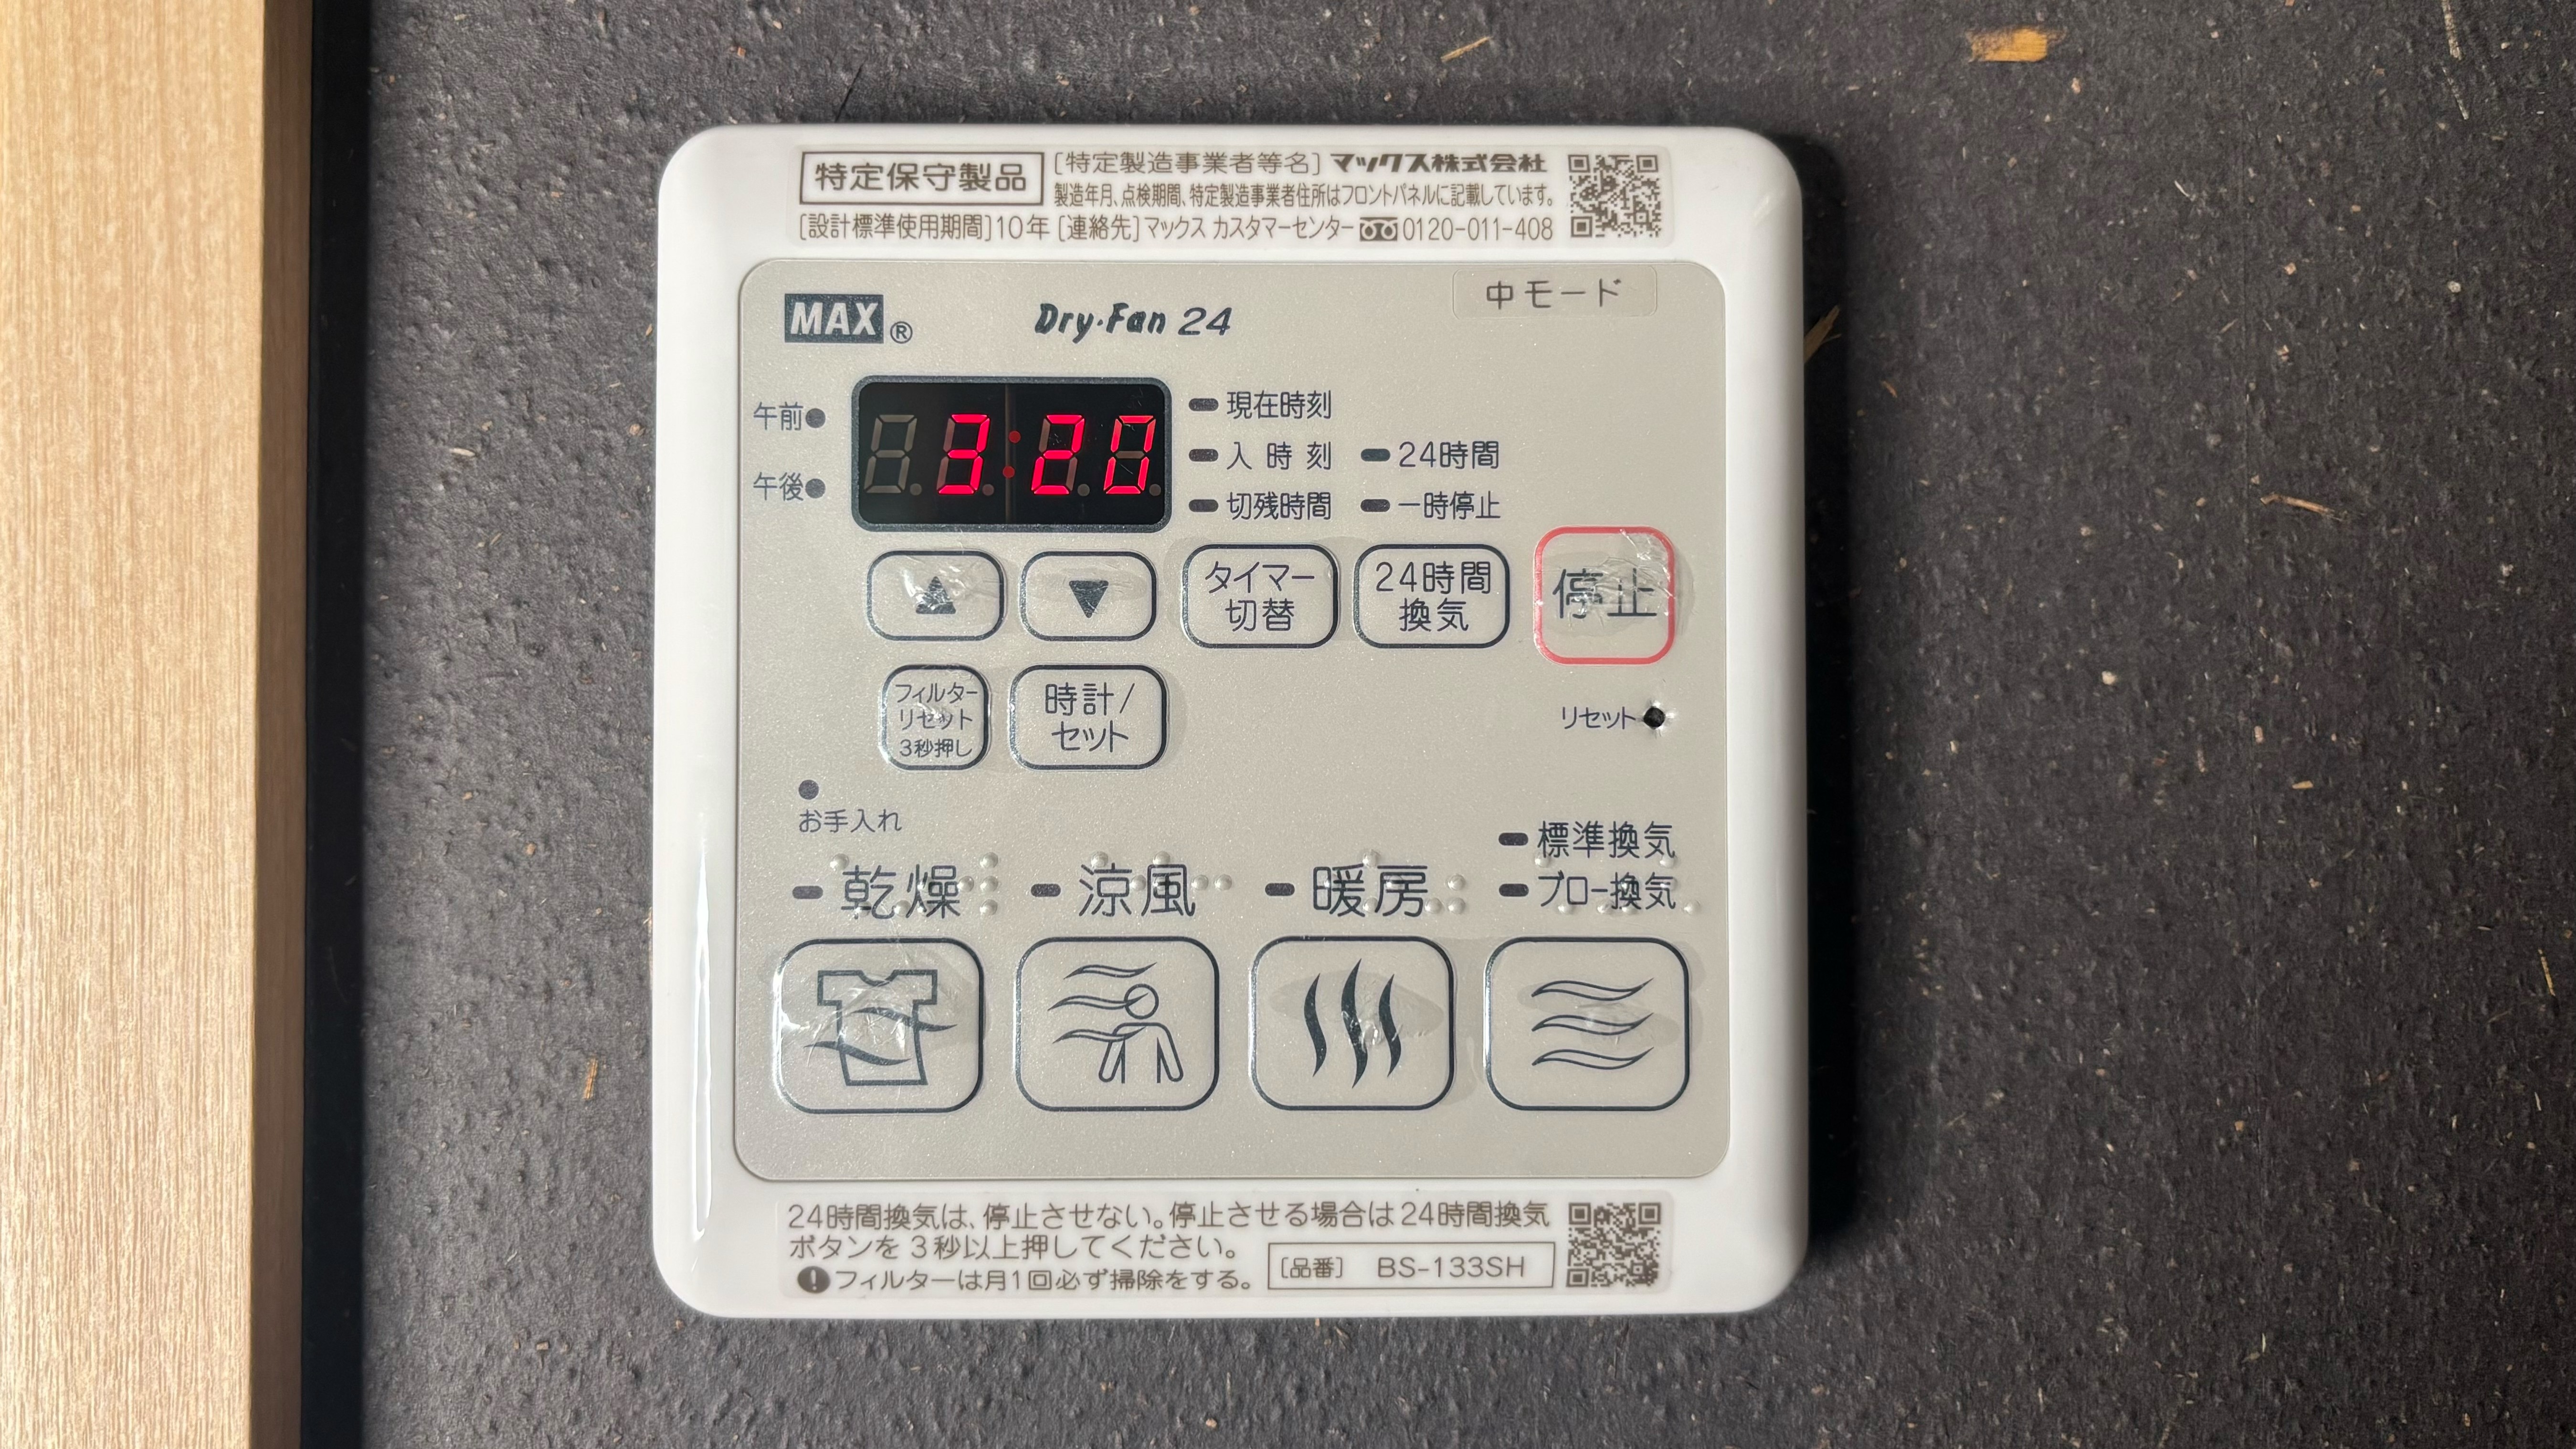 特定保守製品 [特定製造事業者等名] マックス株式会社
製造年月、点検期間、特定製造事業者住所はフロントパネルに記載しています。
[設計標準使用期間]10年 [連絡先]マックス カスタマーセンター 0120-011-408
中モード
MAX® Dry·Fan 24
午前
午後
3:20
現在時刻
入時刻 24時間
切残時間 一時停止
▲ ▼
タイマー
切替
24時間
換気
停止
フィルター
リセット
3秒押し
時計/
セット
リセット
お手入れ
標準換気
乾燥 涼風 暖房 ブロー換気
24時間換気は、停止させない。停止させる場合は24時間換気
ボタンを3秒以上押してください。
フィルターは月1回必ず掃除をする。 [品番] BS-133SH